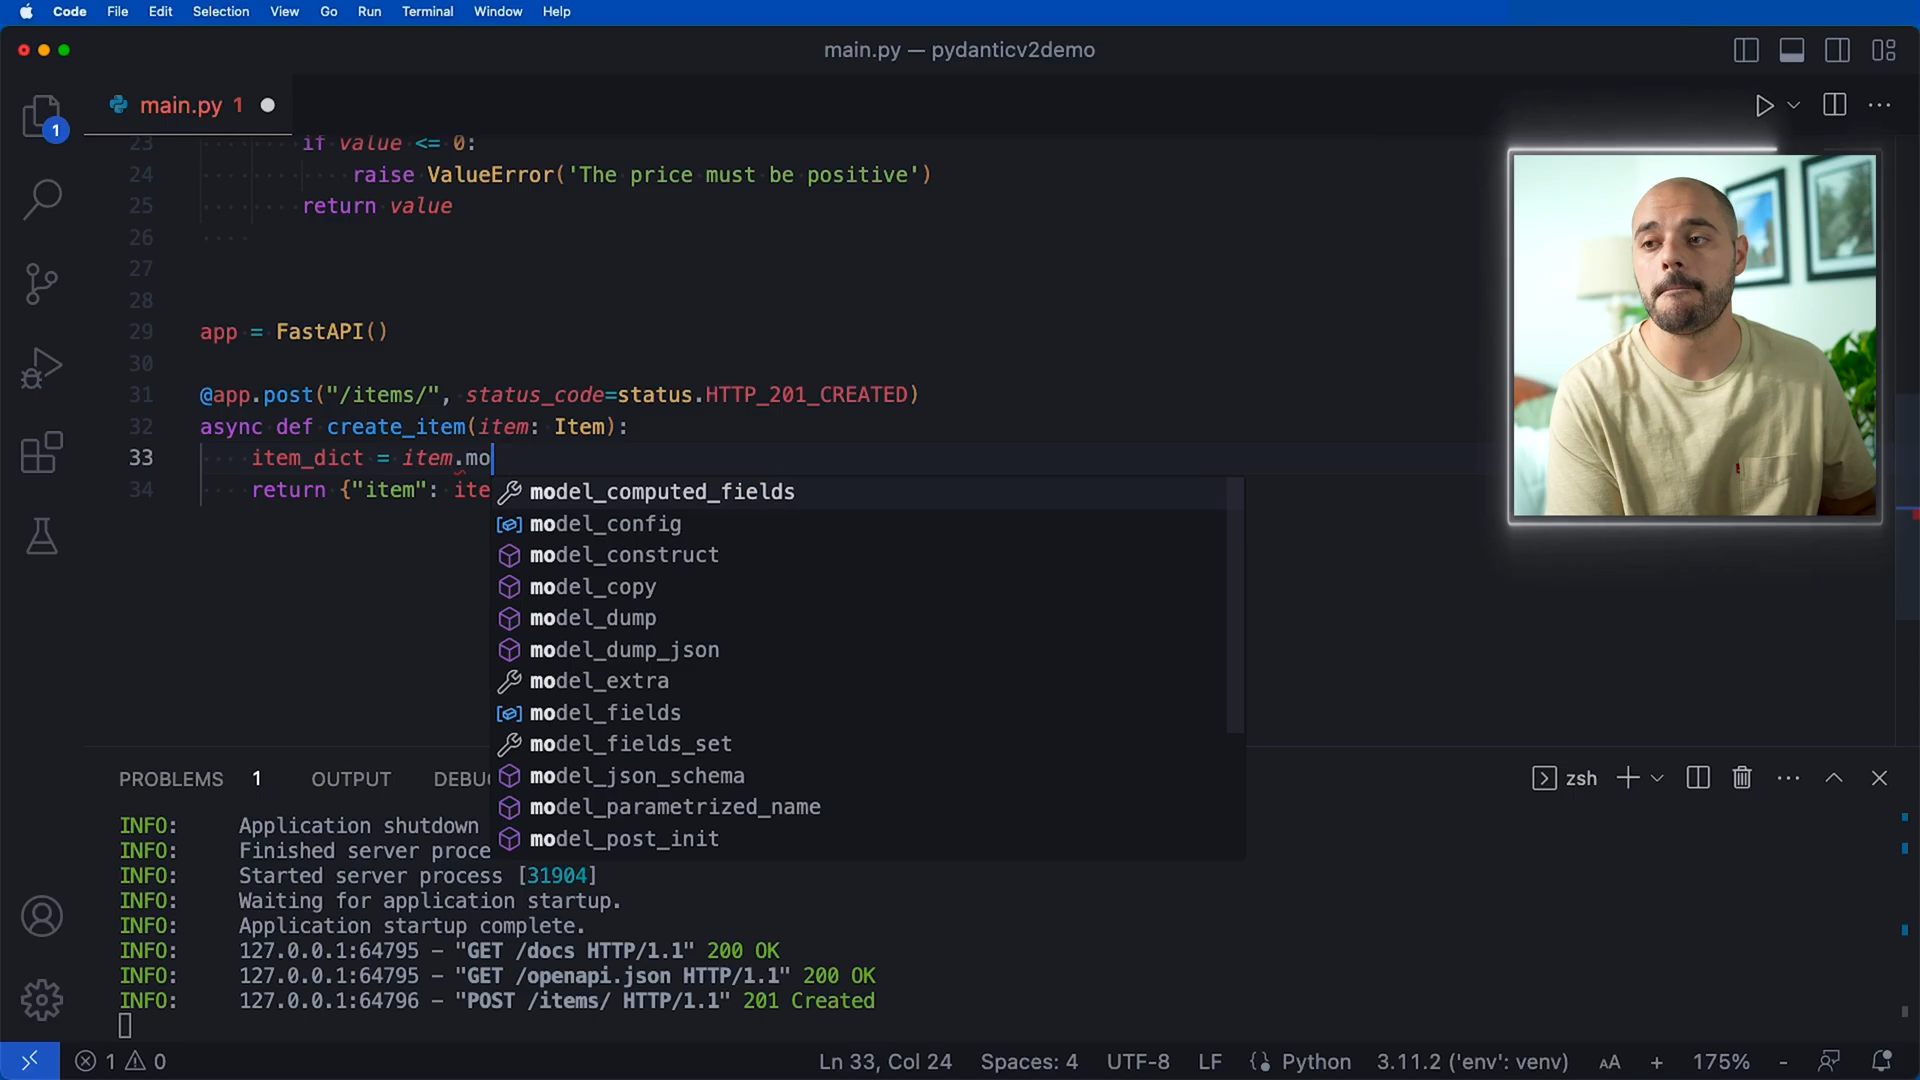 Code File Edit Selection View Go Run Terminal Window Help
main.py — pydanticv2demo
main.py 1
1
23 if value <= 0:
24 raise ValueError('The price must be positive')
25 return value
26
27
28
29 app = FastAPI()
30
31 @app.post("/items/", status_code=status.HTTP_201_CREATED)
32 async def create_item(item: Item):
33 item_dict = item.mo
34 return {"item": ite
model_computed_fields
model_config
model_construct
model_copy
model_dump
model_dump_json
model_extra
model_fields
model_fields_set
model_json_schema
model_parametrized_name
model_post_init
PROBLEMS 1 OUTPUT DEBU
zsh
INFO: Application shutdown
INFO: Finished server proce
INFO: Started server process [31904]
INFO: Waiting for application startup.
INFO: Application startup complete.
INFO: 127.0.0.1:64795 – "GET /docs HTTP/1.1" 200 OK
INFO: 127.0.0.1:64795 – "GET /openapi.json HTTP/1.1" 200 OK
INFO: 127.0.0.1:64796 – "POST /items/ HTTP/1.1" 201 Created
1 0 Ln 33, Col 24 Spaces: 4 UTF-8 LF {} Python 3.11.2 ('env': venv) AA + 175% -